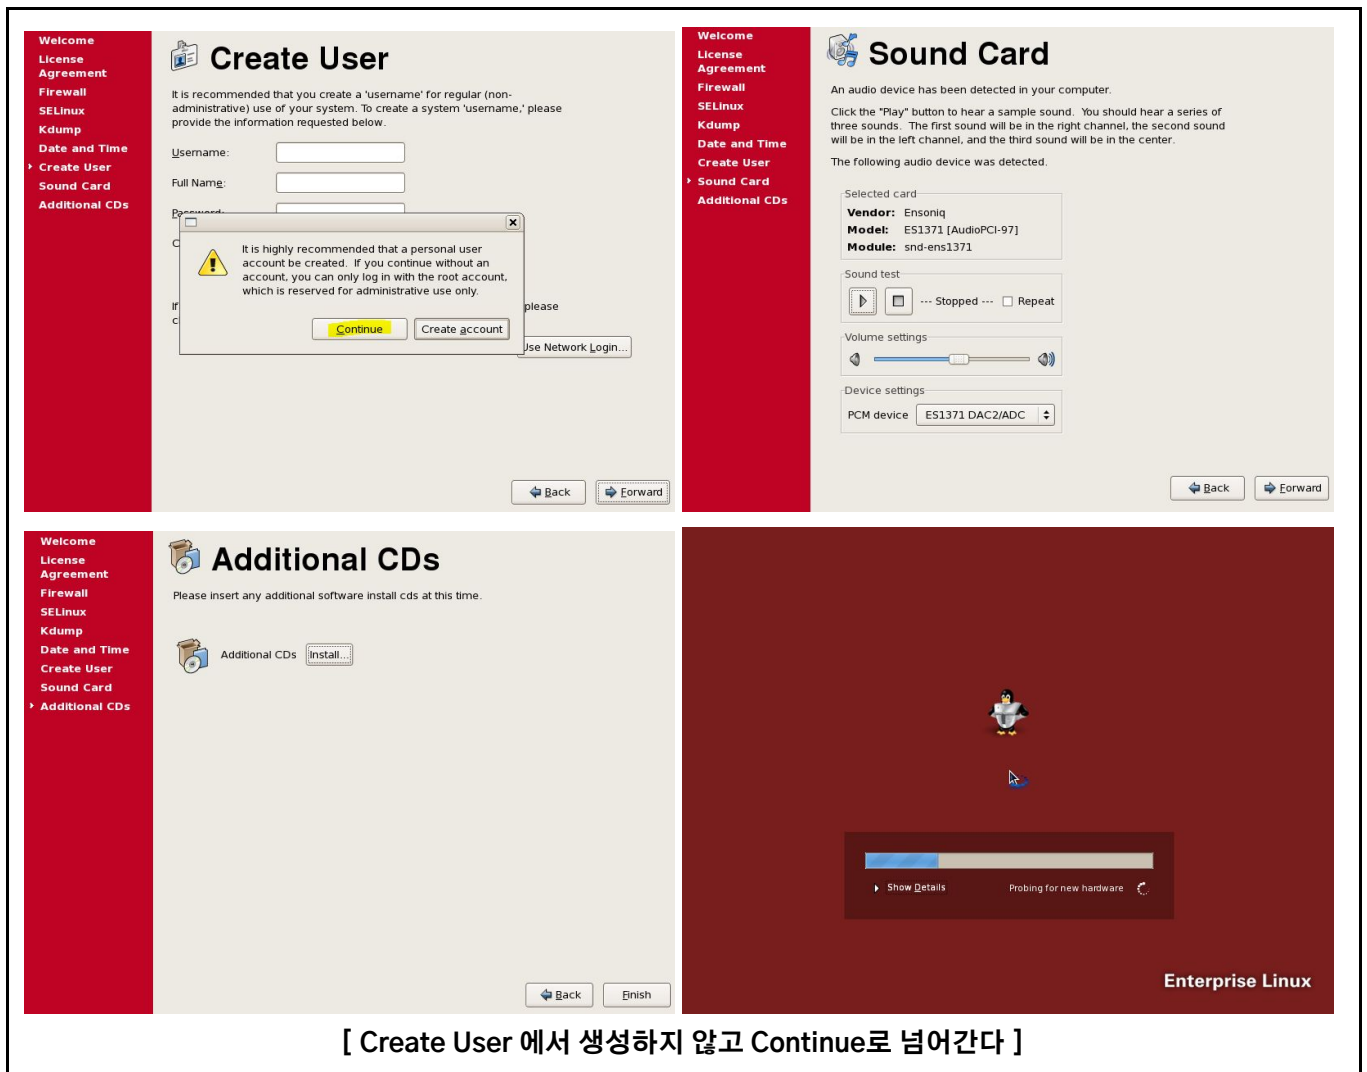 Welcome
License
Agreement
Firewall
SELinux
Kdump
Date and Time
Create User
Sound Card
Additional CDs
Create User
It is recommended that you create a 'username' for regular (non-
administrative) use of your system. To create a system 'username,' please
provide the information requested below.
Username:
Full Name:
Password:
It is highly recommended that a personal user
account be created. If you continue without an
account, you can only log in with the root account,
which is reserved for administrative use only.
If
please
Continue
Create account
Use Network Login...
Back
Forward
Welcome
License
Agreement
Firewall
SELinux
Kdump
Date and Time
Create User
Sound Card
Additional CDs
Sound Card
An audio device has been detected in your computer.
Click the "Play" button to hear a sample sound. You should hear a series of
three sounds. The first sound will be in the right channel, the second sound
will be in the left channel, and the third sound will be in the center.
The following audio device was detected.
Selected card
Vendor: Ensoniq
Model: ES1371 [AudioPCI-97]
Module: snd-ens1371
Sound test
--- Stopped --- Repeat
Volume settings
Device settings
PCM device ES1371 DAC2/ADC
Back
Forward
Welcome
License
Agreement
Firewall
SELinux
Kdump
Date and Time
Create User
Sound Card
Additional CDs
Additional CDs
Please insert any additional software install cds at this time.
Additional CDs Install...
Back
Finish
Show Details
Probing for new hardware
Enterprise Linux
[ Create User 에서 생성하지 않고 Continue로 넘어간다 ]